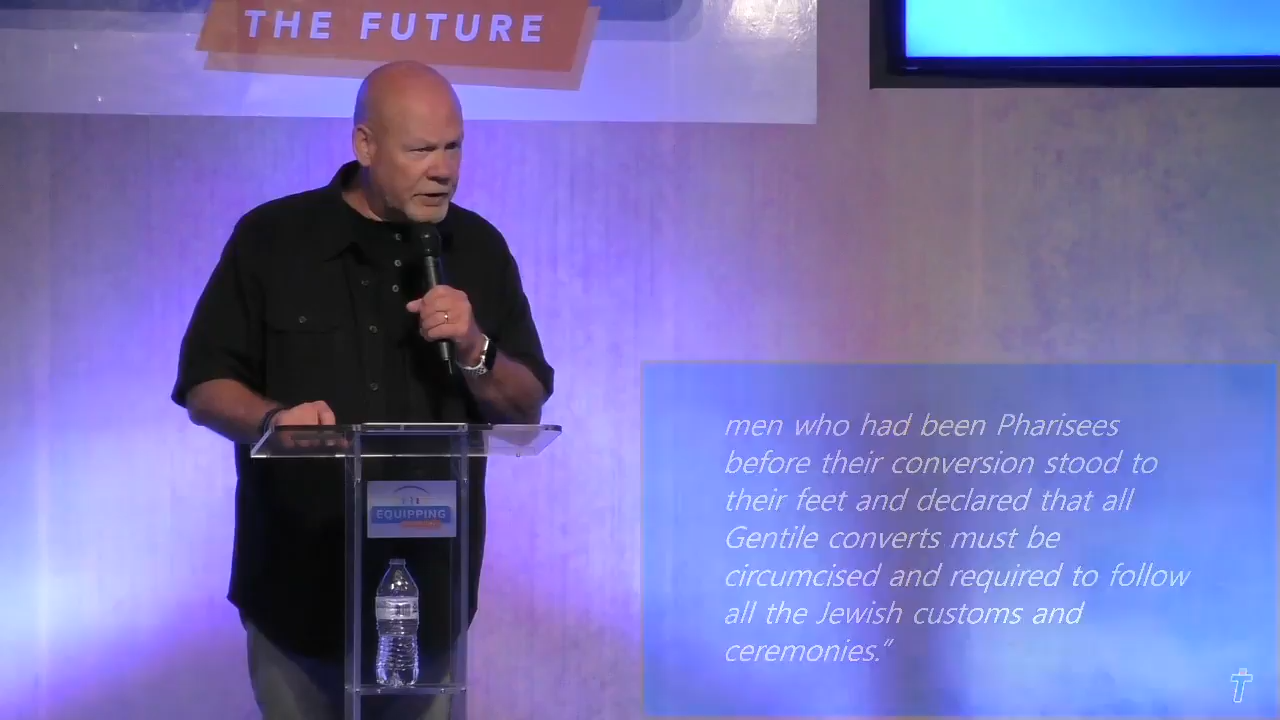 THE FUTURE
EQUIPPING
men who had been Pharisees
before their conversion stood to
their feet and declared that all
Gentile converts must be
circumcised and required to follow
all the Jewish customs and
ceremonies.”